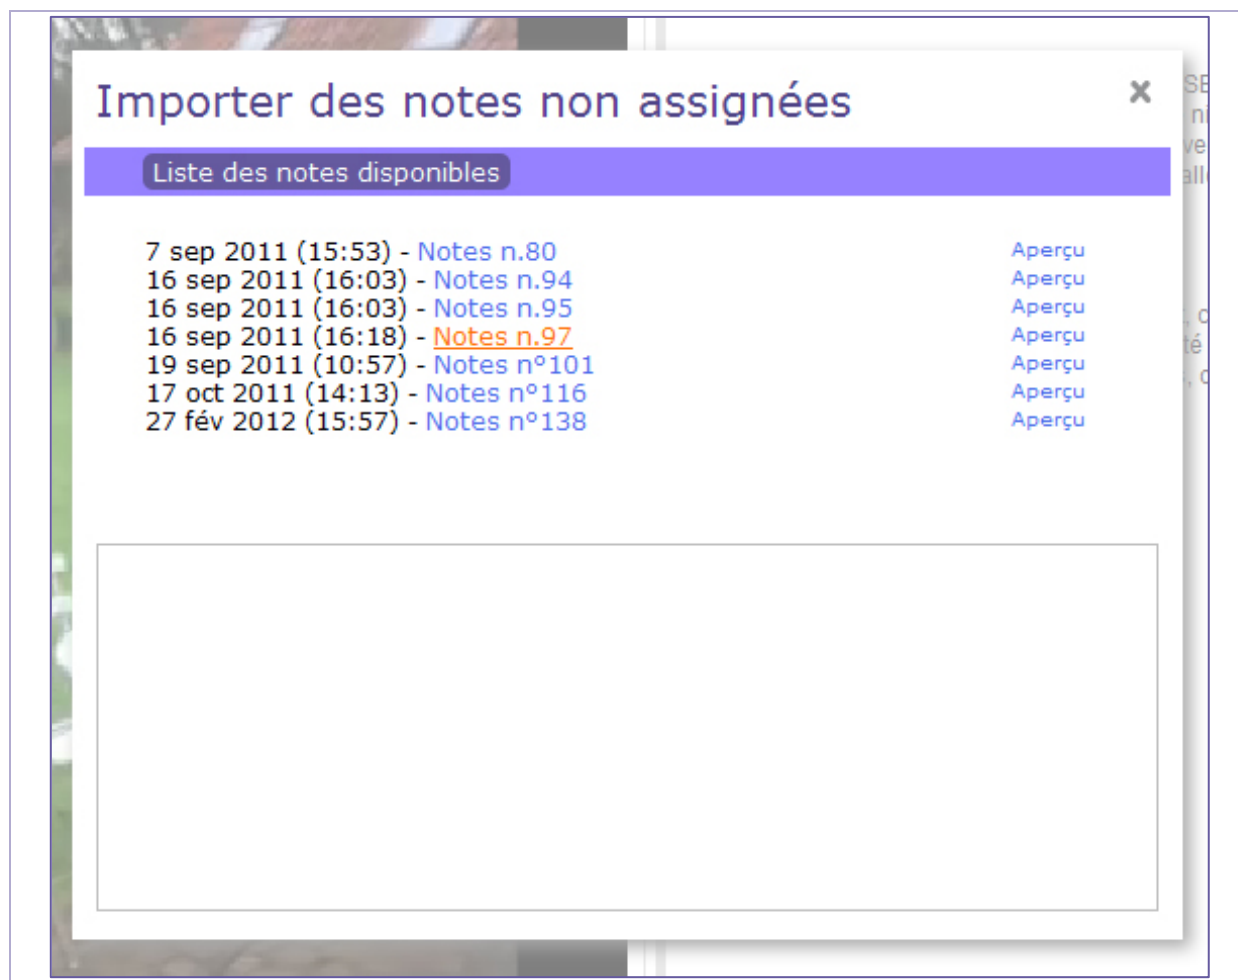 Importer des notes non assignées
Liste des notes disponibles
7 sep 2011 (15:53) - Notes n.80 Aperçu
16 sep 2011 (16:03) - Notes n.94 Aperçu
16 sep 2011 (16:03) - Notes n.95 Aperçu
16 sep 2011 (16:18) - Notes n.97 Aperçu
19 sep 2011 (10:57) - Notes n°101 Aperçu
17 oct 2011 (14:13) - Notes n°116 Aperçu
27 fév 2012 (15:57) - Notes n°138 Aperçu